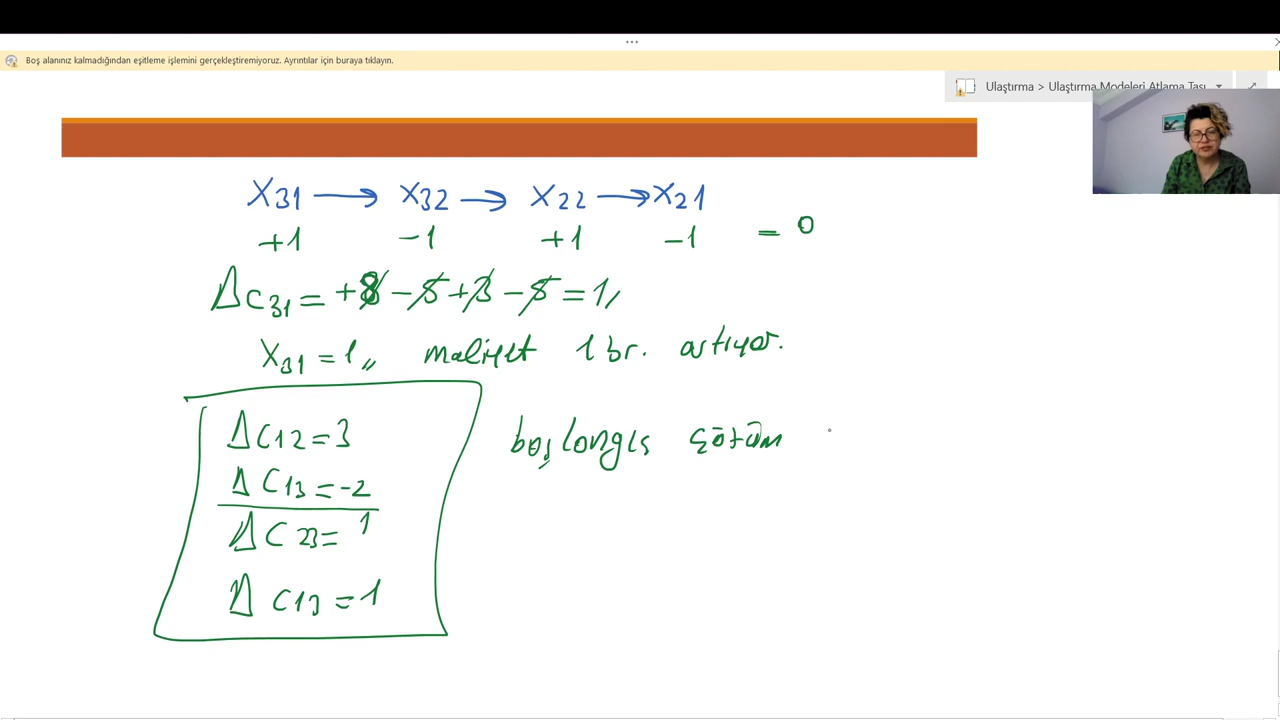 Boş alanınız kalmadığından eşitleme işlemini gerçekleştiremiyoruz. Ayrıntılar için buraya tıklayın.
Ulaştırma > Ulaştırma Modeleri Atlama Taşı
X31 → X32 → X22 → X21
+1 -1 +1 -1 = 0
ΔC31 = +8 - 5 + 3 - 5 = 1
X31 = 1,, maliyet 1 br. artıyor.
ΔC12 = 3
başlangıç çözüm
ΔC13 = -2
ΔC23 = 1
ΔC13 = 1